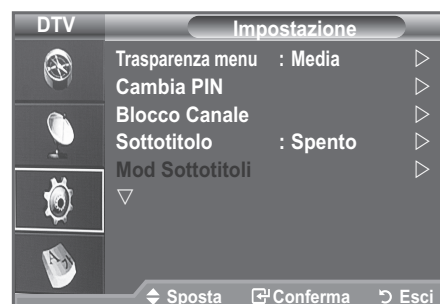 DTV
Impostazione
Trasparenza menu : Media
Cambia PIN
Blocco Canale
Sottotitolo : Spento
Mod Sottotitoli
Sposta Conferma Esci